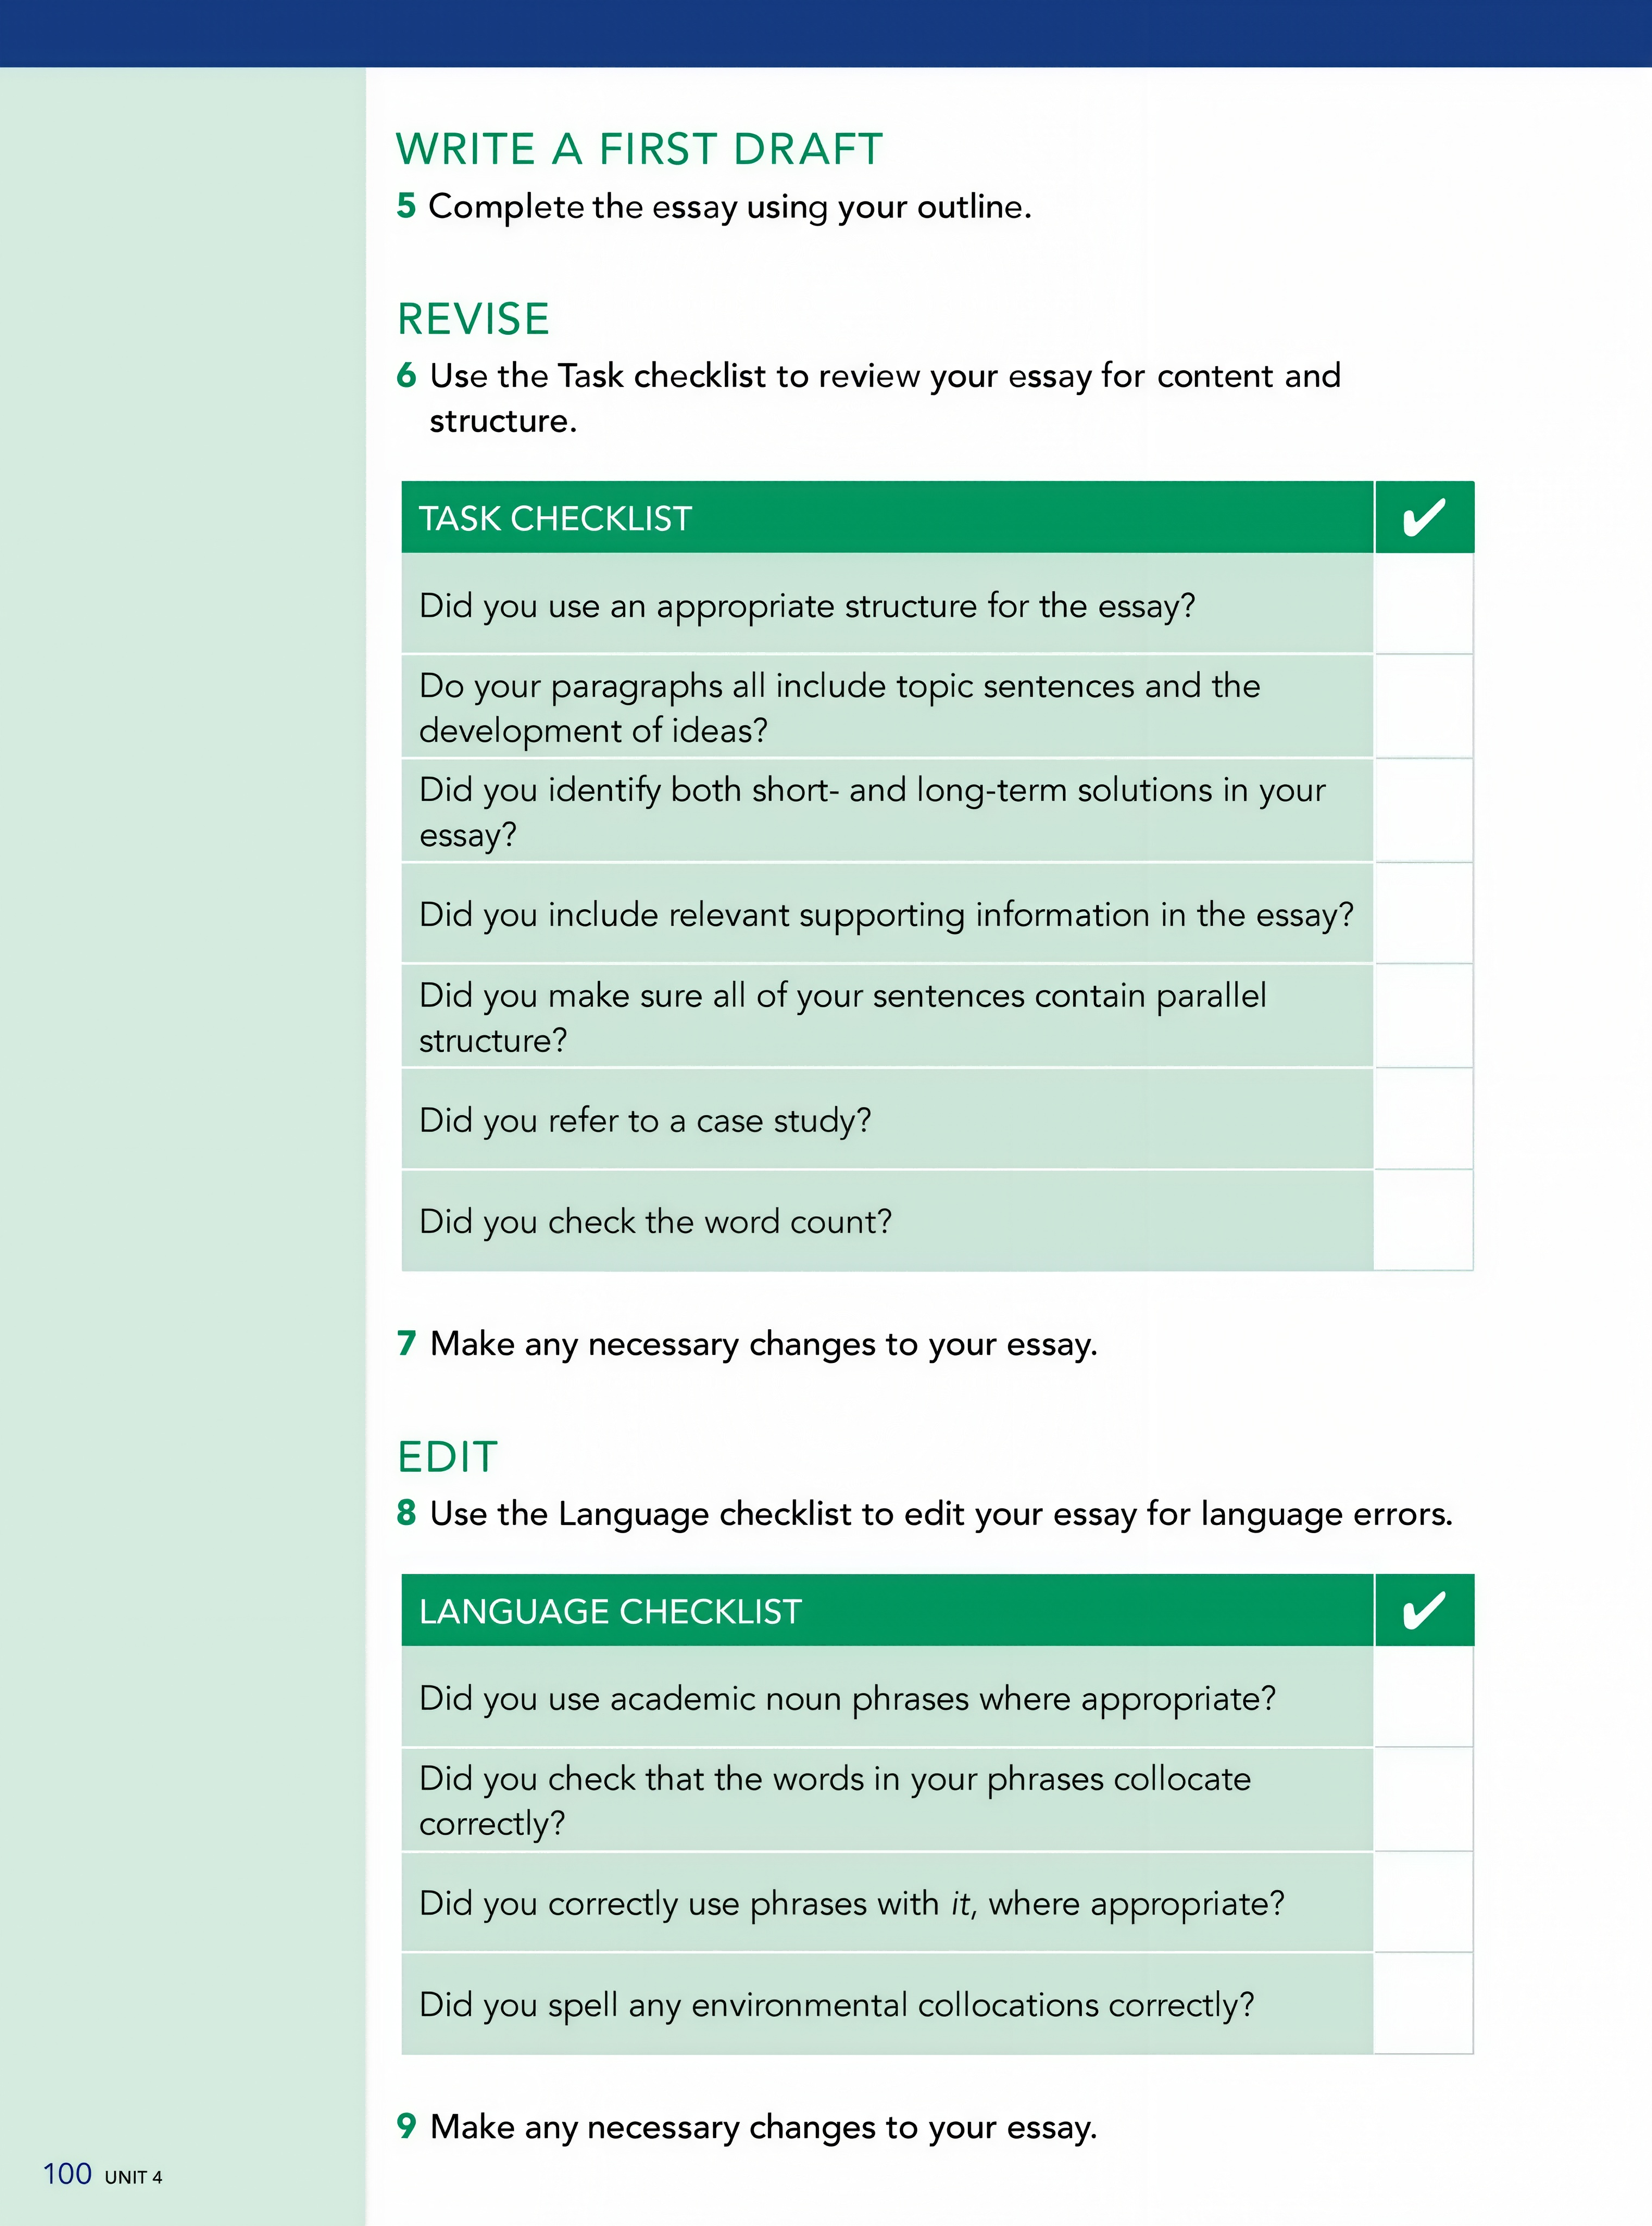 WRITE A FIRST DRAFT
5 Complete the essay using your outline.
REVISE
6 Use the Task checklist to review your essay for content and
structure.
TASK CHECKLIST ✔
Did you use an appropriate structure for the essay?
Do your paragraphs all include topic sentences and the
development of ideas?
Did you identify both short- and long-term solutions in your
essay?
Did you include relevant supporting information in the essay?
Did you make sure all of your sentences contain parallel
structure?
Did you refer to a case study?
Did you check the word count?
7 Make any necessary changes to your essay.
EDIT
8 Use the Language checklist to edit your essay for language errors.
LANGUAGE CHECKLIST ✔
Did you use academic noun phrases where appropriate?
Did you check that the words in your phrases collocate
correctly?
Did you correctly use phrases with it, where appropriate?
Did you spell any environmental collocations correctly?
9 Make any necessary changes to your essay.
100 UNIT 4